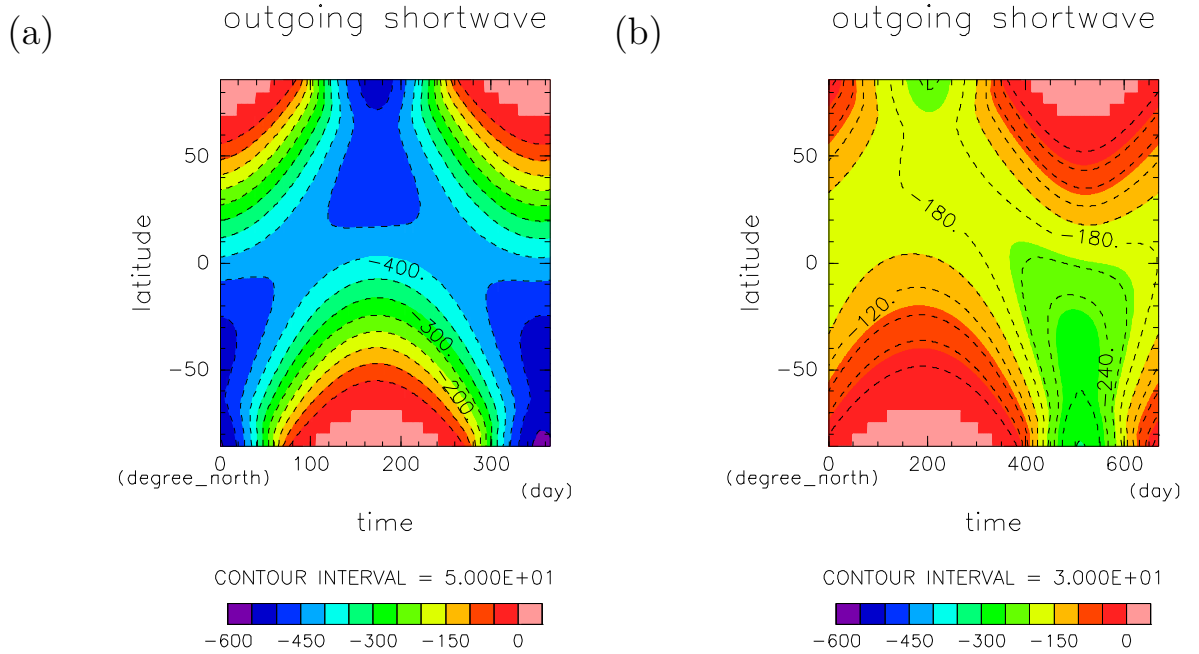 (a)
outgoing shortwave
50
0
−50
latitude
−400.
−300.
−200.
0
100
200
300
(degree_north)
(day)
time
CONTOUR INTERVAL = 5.000E+01
−600
−450
−300
−150
0
(b)
outgoing shortwave
50
0
−50
latitude
−180.
−180.
−120.
240.
0
200
400
600
(degree_north)
(day)
time
CONTOUR INTERVAL = 3.000E+01
−600
−450
−300
−150
0